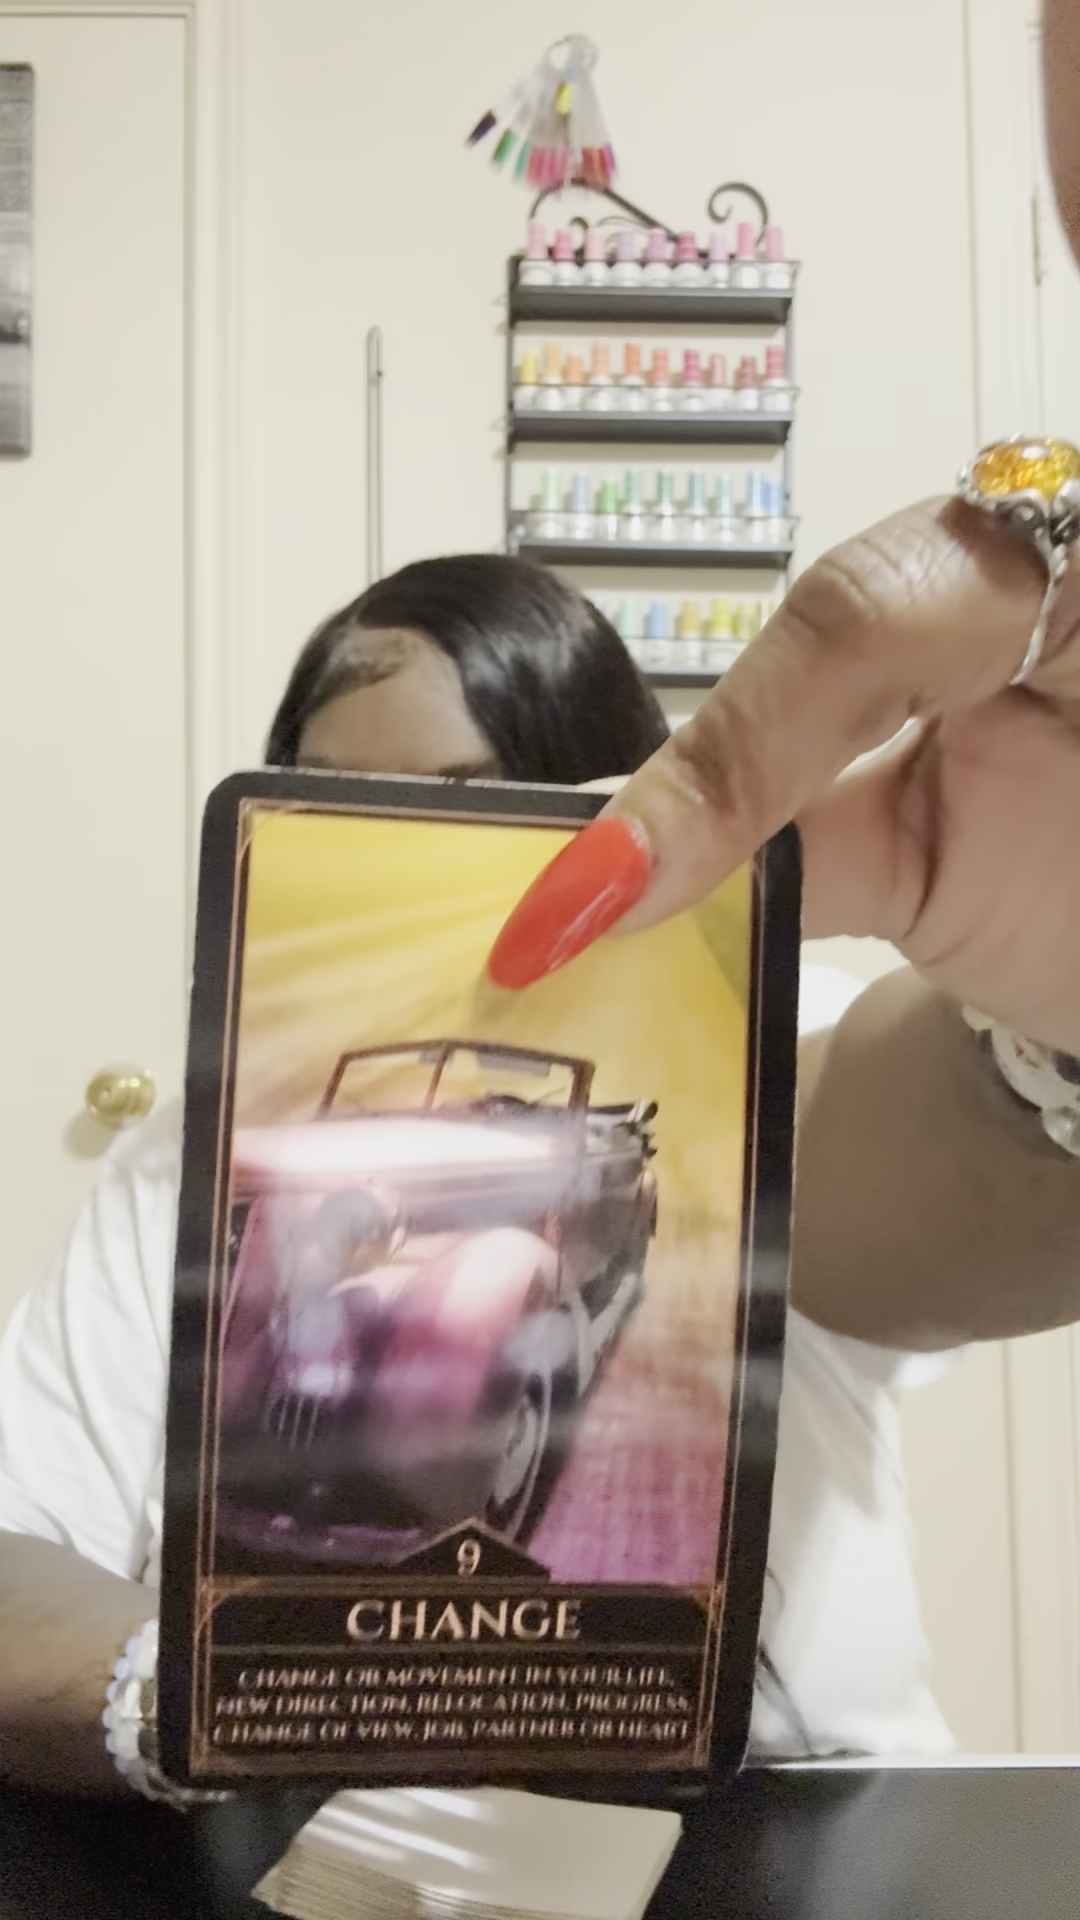 9
CHANGE
CHANGE OR MOVEMENT IN YOUR LIFE,
NEW DIRECTION, RELOCATION, PROGRESS,
CHANGE OF VIEW, JOB, PARTNER OR HEART